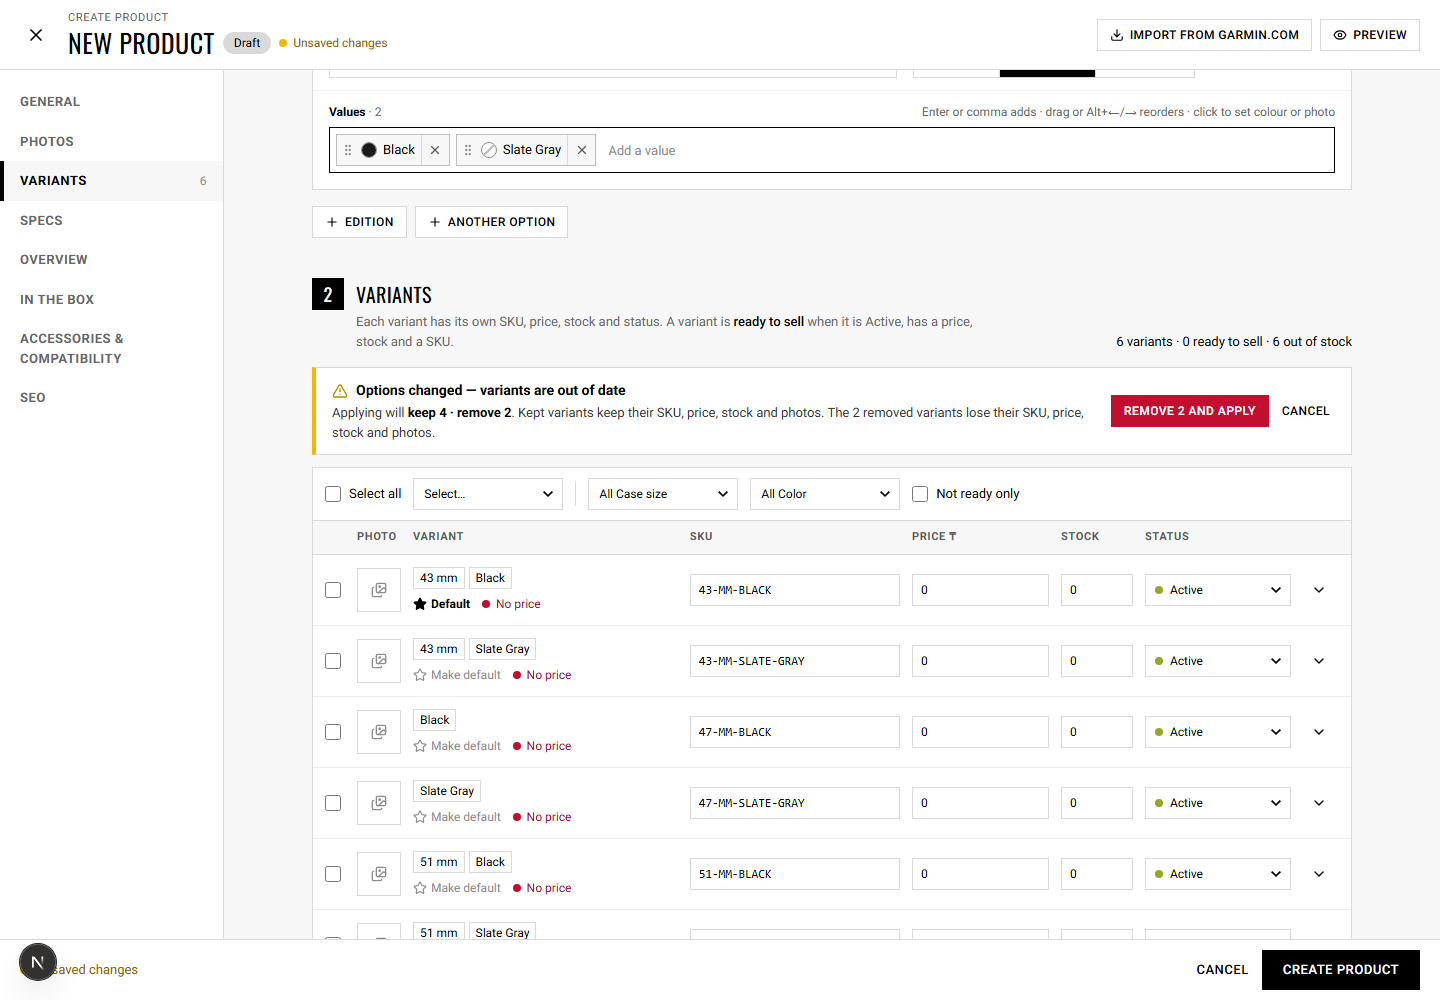 CREATE PRODUCT
NEW PRODUCT
Draft
Unsaved changes
IMPORT FROM GARMIN.COM
PREVIEW
GENERAL
PHOTOS
VARIANTS
6
SPECS
OVERVIEW
IN THE BOX
ACCESSORIES &
COMPATIBILITY
SEO
Values · 2
Enter or comma adds · drag or Alt+←/→ reorders · click to set colour or photo
Black
Slate Gray
Add a value
EDITION
ANOTHER OPTION
2
VARIANTS
Each variant has its own SKU, price, stock and status. A variant is ready to sell when it is Active, has a price,
stock and a SKU.
6 variants · 0 ready to sell · 6 out of stock
Options changed — variants are out of date
Applying will keep 4 · remove 2. Kept variants keep their SKU, price, stock and photos. The 2 removed variants lose their SKU, price,
stock and photos.
REMOVE 2 AND APPLY
CANCEL
Select all
Select...
All Case size
All Color
Not ready only
PHOTO
VARIANT
SKU
PRICE ₸
STOCK
STATUS
43 mm Black
Default No price
43-MM-BLACK
0
0
Active
43 mm Slate Gray
Make default No price
43-MM-SLATE-GRAY
0
0
Active
Black
Make default No price
47-MM-BLACK
0
0
Active
Slate Gray
Make default No price
47-MM-SLATE-GRAY
0
0
Active
51 mm Black
Make default No price
51-MM-BLACK
0
0
Active
51 mm Slate Gray
N
saved changes
CANCEL
CREATE PRODUCT